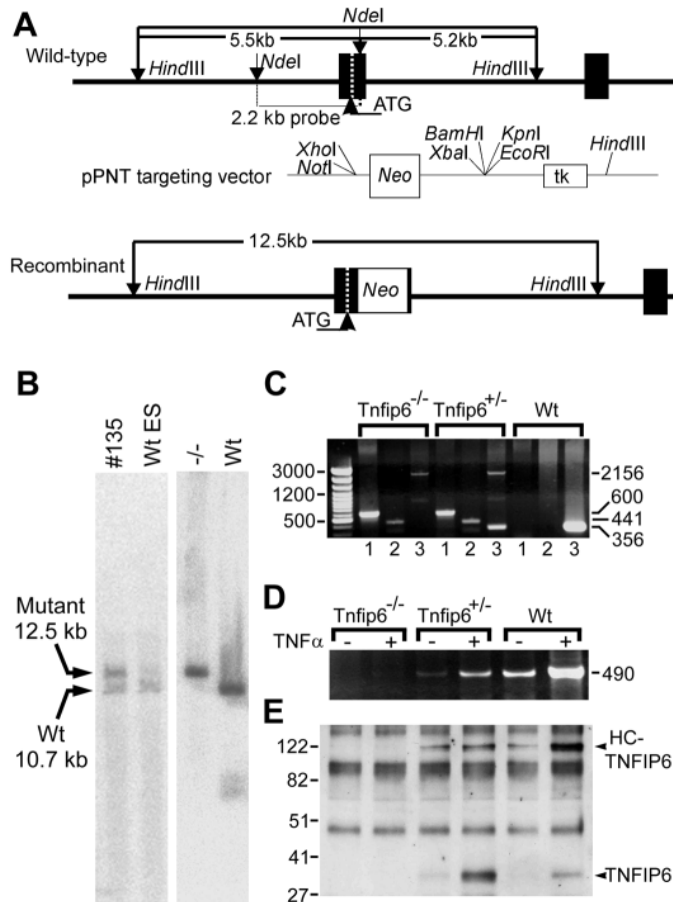 A
NdeI
5.5kb
5.2kb
Wild-type
HindIII
NdeI
HindIII
ATG
2.2 kb probe
BamHI
KpnI
XhoI
XbaI
EcoRI
HindIII
NotI
pPNT targeting vector
Neo
tk
12.5kb
Recombinant
HindIII
HindIII
Neo
ATG
B
#135
Wt ES
-/-
Wt
Mutant
12.5 kb
Wt
10.7 kb
C
Tnfip6-/-
Tnfip6+/-
Wt
3000
1200
500
2156
600
441
356
1 2 3 1 2 3 1 2 3
D
Tnfip6-/-
Tnfip6+/-
Wt
TNFα - + - + - +
490
E
122
82
51
41
27
HC-
TNFIP6
TNFIP6